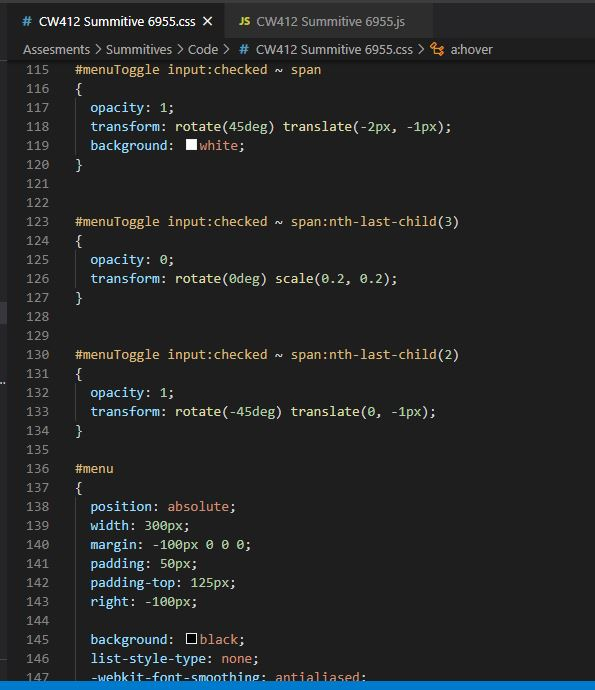 # CW412 Summitive 6955.css × JS CW412 Summitive 6955.js
Assesments > Summitives > Code > # CW412 Summitive 6955.css > a:hover
115 #menuToggle input:checked ~ span
116 {
117 opacity: 1;
118 transform: rotate(45deg) translate(-2px, -1px);
119 background: white;
120 }
121
122
123 #menuToggle input:checked ~ span:nth-last-child(3)
124 {
125 opacity: 0;
126 transform: rotate(0deg) scale(0.2, 0.2);
127 }
128
129
130 #menuToggle input:checked ~ span:nth-last-child(2)
131 {
132 opacity: 1;
133 transform: rotate(-45deg) translate(0, -1px);
134 }
135
136 #menu
137 {
138 position: absolute;
139 width: 300px;
140 margin: -100px 0 0 0;
141 padding: 50px;
142 padding-top: 125px;
143 right: -100px;
144
145 background: black;
146 list-style-type: none;
147 -webkit-font-smoothing: antialiased;